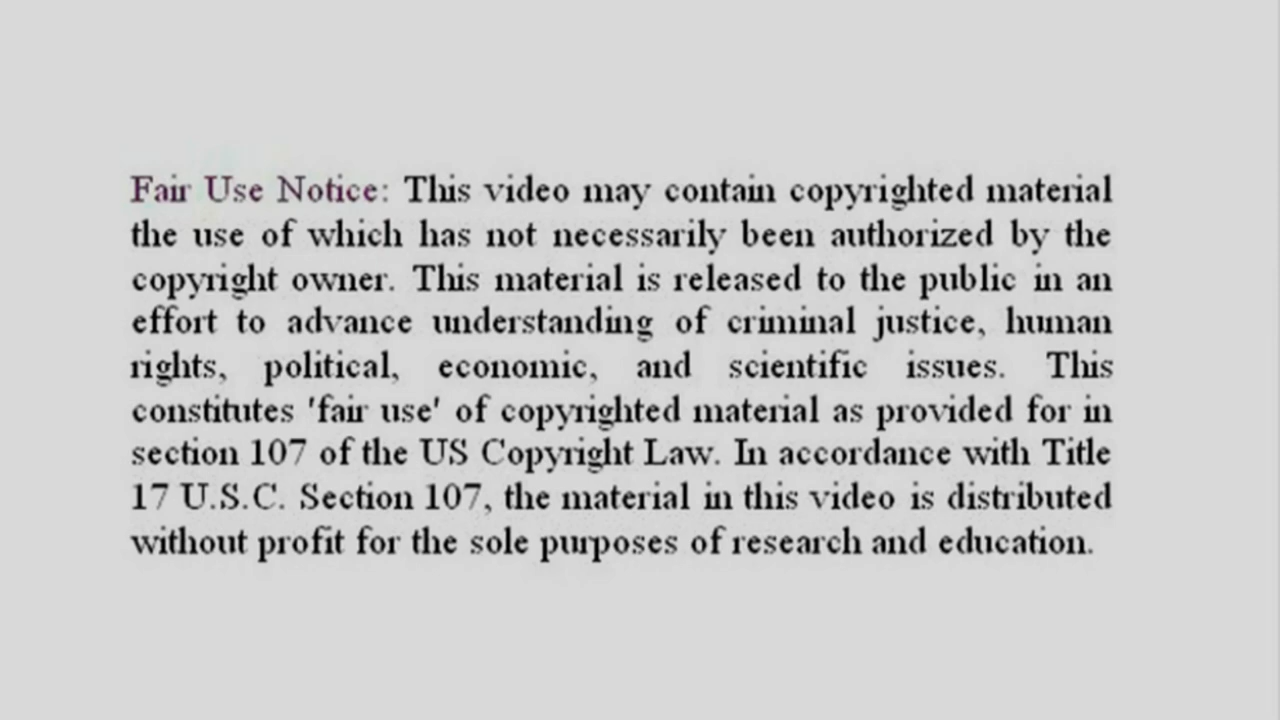 Fair Use Notice: This video may contain copyrighted material
the use of which has not necessarily been authorized by the
copyright owner. This material is released to the public in an
effort to advance understanding of criminal justice, human
rights, political, economic, and scientific issues. This
constitutes 'fair use' of copyrighted material as provided for in
section 107 of the US Copyright Law. In accordance with Title
17 U.S.C. Section 107, the material in this video is distributed
without profit for the sole purposes of research and education.